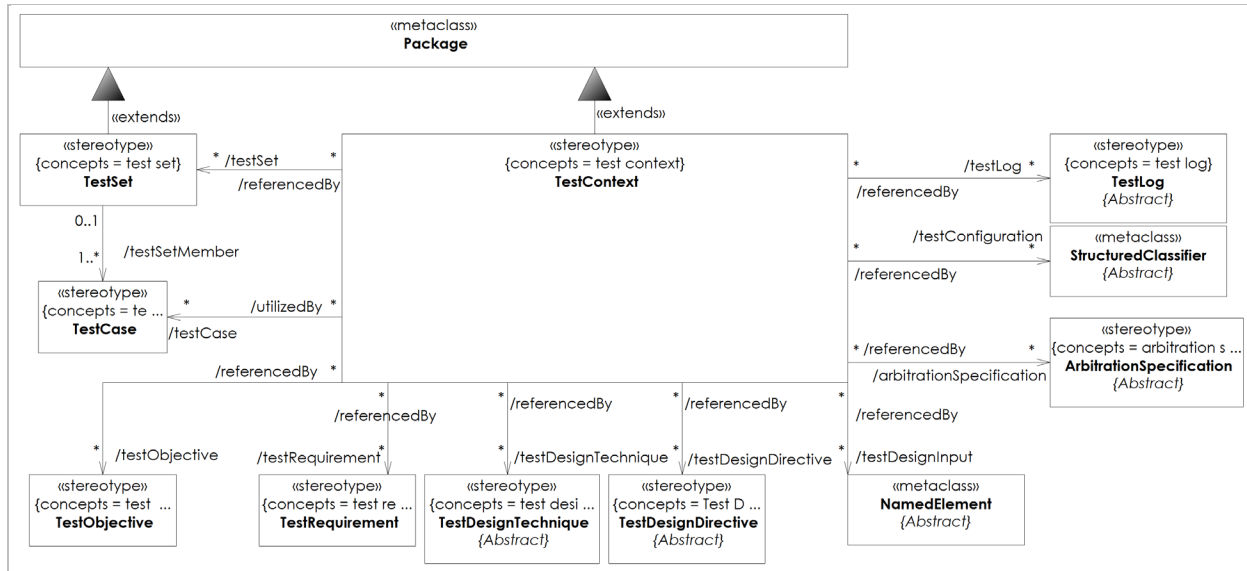 «metaclass»
Package
«extends»
«extends»
«stereotype»
{concepts = test set}
TestSet
* /testSet *
/referencedBy
«stereotype»
{concepts = test context}
TestContext
* /testLog *
/referencedBy
«stereotype»
{concepts = test log}
TestLog
{Abstract}
0..1
1..* /testSetMember
/testConfiguration
* *
/referencedBy
«metaclass»
StructuredClassifier
{Abstract}
«stereotype»
{concepts = te ...
TestCase
* /utilizedBy *
/testCase
* /referencedBy *
/arbitrationSpecification
«stereotype»
{concepts = arbitration s ...
ArbitrationSpecification
{Abstract}
/referencedBy *
*
/referencedBy
*
/referencedBy
*
/referencedBy
*
/referencedBy
* /testObjective
/testRequirement *
* /testDesignTechnique
* /testDesignDirective
* /testDesignInput
«stereotype»
{concepts = test ...
TestObjective
«stereotype»
{concepts = test re ...
TestRequirement
«stereotype»
{concepts = test desi ...
TestDesignTechnique
{Abstract}
«stereotype»
{concepts = Test D ...
TestDesignDirective
{Abstract}
«metaclass»
NamedElement
{Abstract}